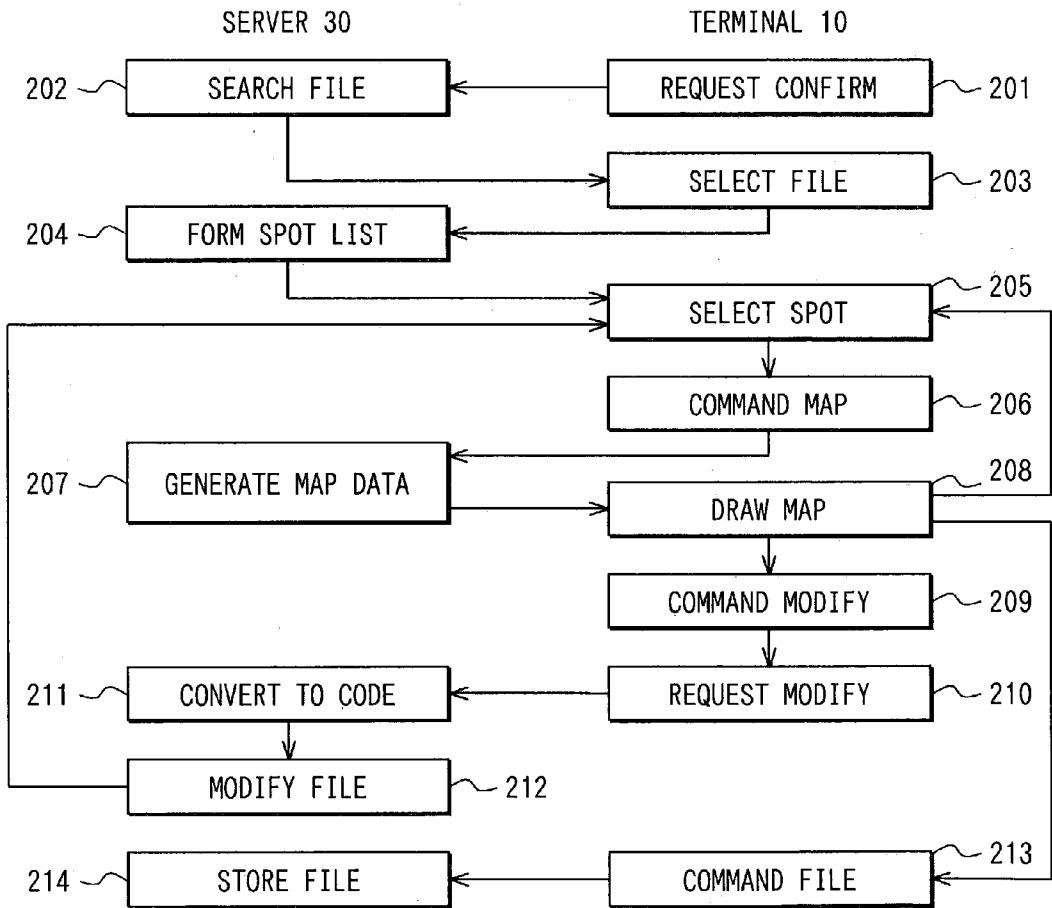 SERVER 30 TERMINAL 10
202 SEARCH FILE REQUEST CONFIRM 201
SELECT FILE 203
204 FORM SPOT LIST
205
SELECT SPOT
COMMAND MAP 206
207 GENERATE MAP DATA
208
DRAW MAP
COMMAND MODIFY 209
211 CONVERT TO CODE REQUEST MODIFY 210
MODIFY FILE 212
213
214 STORE FILE COMMAND FILE